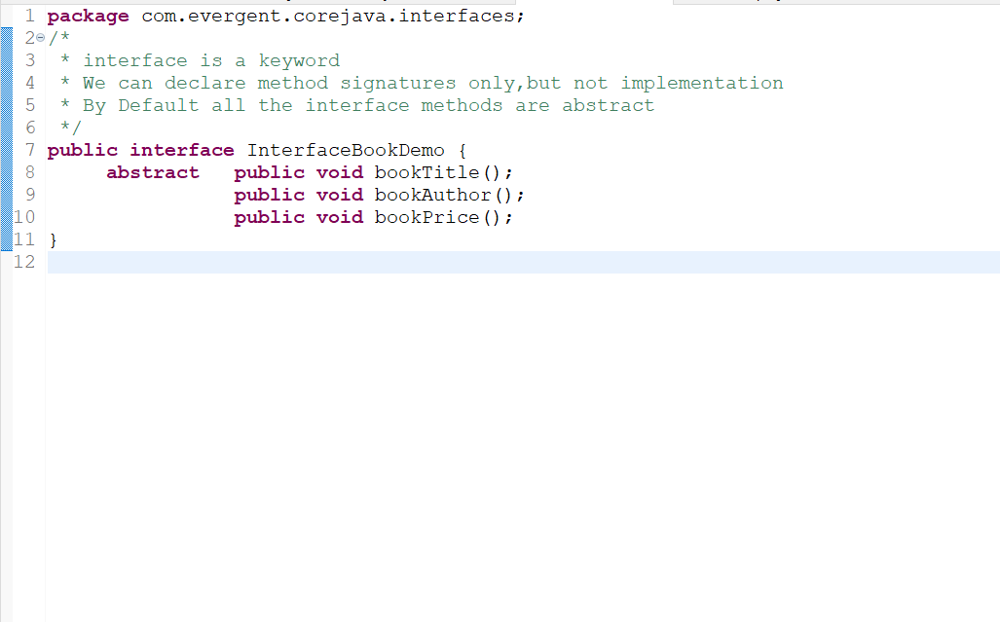 1 package com.evergent.corejava.interfaces;
2 /*
3  * interface is a keyword
4  * We can declare method signatures only,but not implementation
5  * By Default all the interface methods are abstract
6  */
7 public interface InterfaceBookDemo {
8      abstract   public void bookTitle();
9                 public void bookAuthor();
10                public void bookPrice();
11 }
12